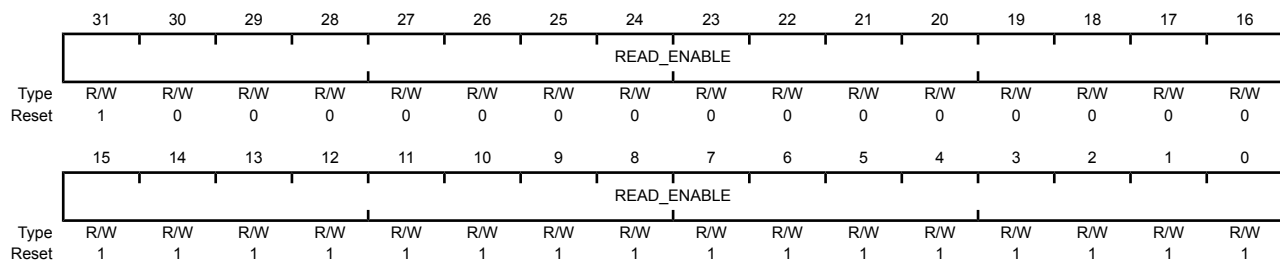 31 30 29 28 27 26 25 24 23 22 21 20 19 18 17 16
READ_ENABLE
Type R/W R/W R/W R/W R/W R/W R/W R/W R/W R/W R/W R/W R/W R/W R/W R/W
Reset 1 0 0 0 0 0 0 0 0 0 0 0 0 0 0 0
15 14 13 12 11 10 9 8 7 6 5 4 3 2 1 0
READ_ENABLE
Type R/W R/W R/W R/W R/W R/W R/W R/W R/W R/W R/W R/W R/W R/W R/W R/W
Reset 1 1 1 1 1 1 1 1 1 1 1 1 1 1 1 1